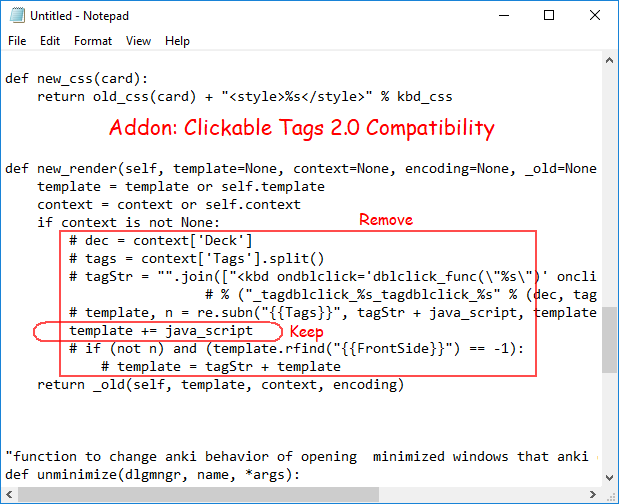 Untitled - Notepad
File Edit Format View Help
def new_css(card):
    return old_css(card) + "<style>%s</style>" % kbd_css
Addon: Clickable Tags 2.0 Compatibility
def new_render(self, template=None, context=None, encoding=None, _old=None
    template = template or self.template
    context = context or self.context
    if context is not None:
Remove
        # dec = context['Deck']
        # tags = context['Tags'].split()
        # tagStr = "".join(["<kbd ondblclick='dblclick_func(\"%s\")' oncli
                         # % ("_tagdblclick_%s_tagdblclick_%s" % (dec, tag
        # template, n = re.subn("{{Tags}}", tagStr + java_script, template
        template += java_script Keep
        # if (not n) and (template.rfind("{{FrontSide}}") == -1):
            # template = tagStr + template
    return _old(self, template, context, encoding)
"function to change anki behavior of opening  minimized windows that anki
def unminimize(dlgmngr, name, *args):